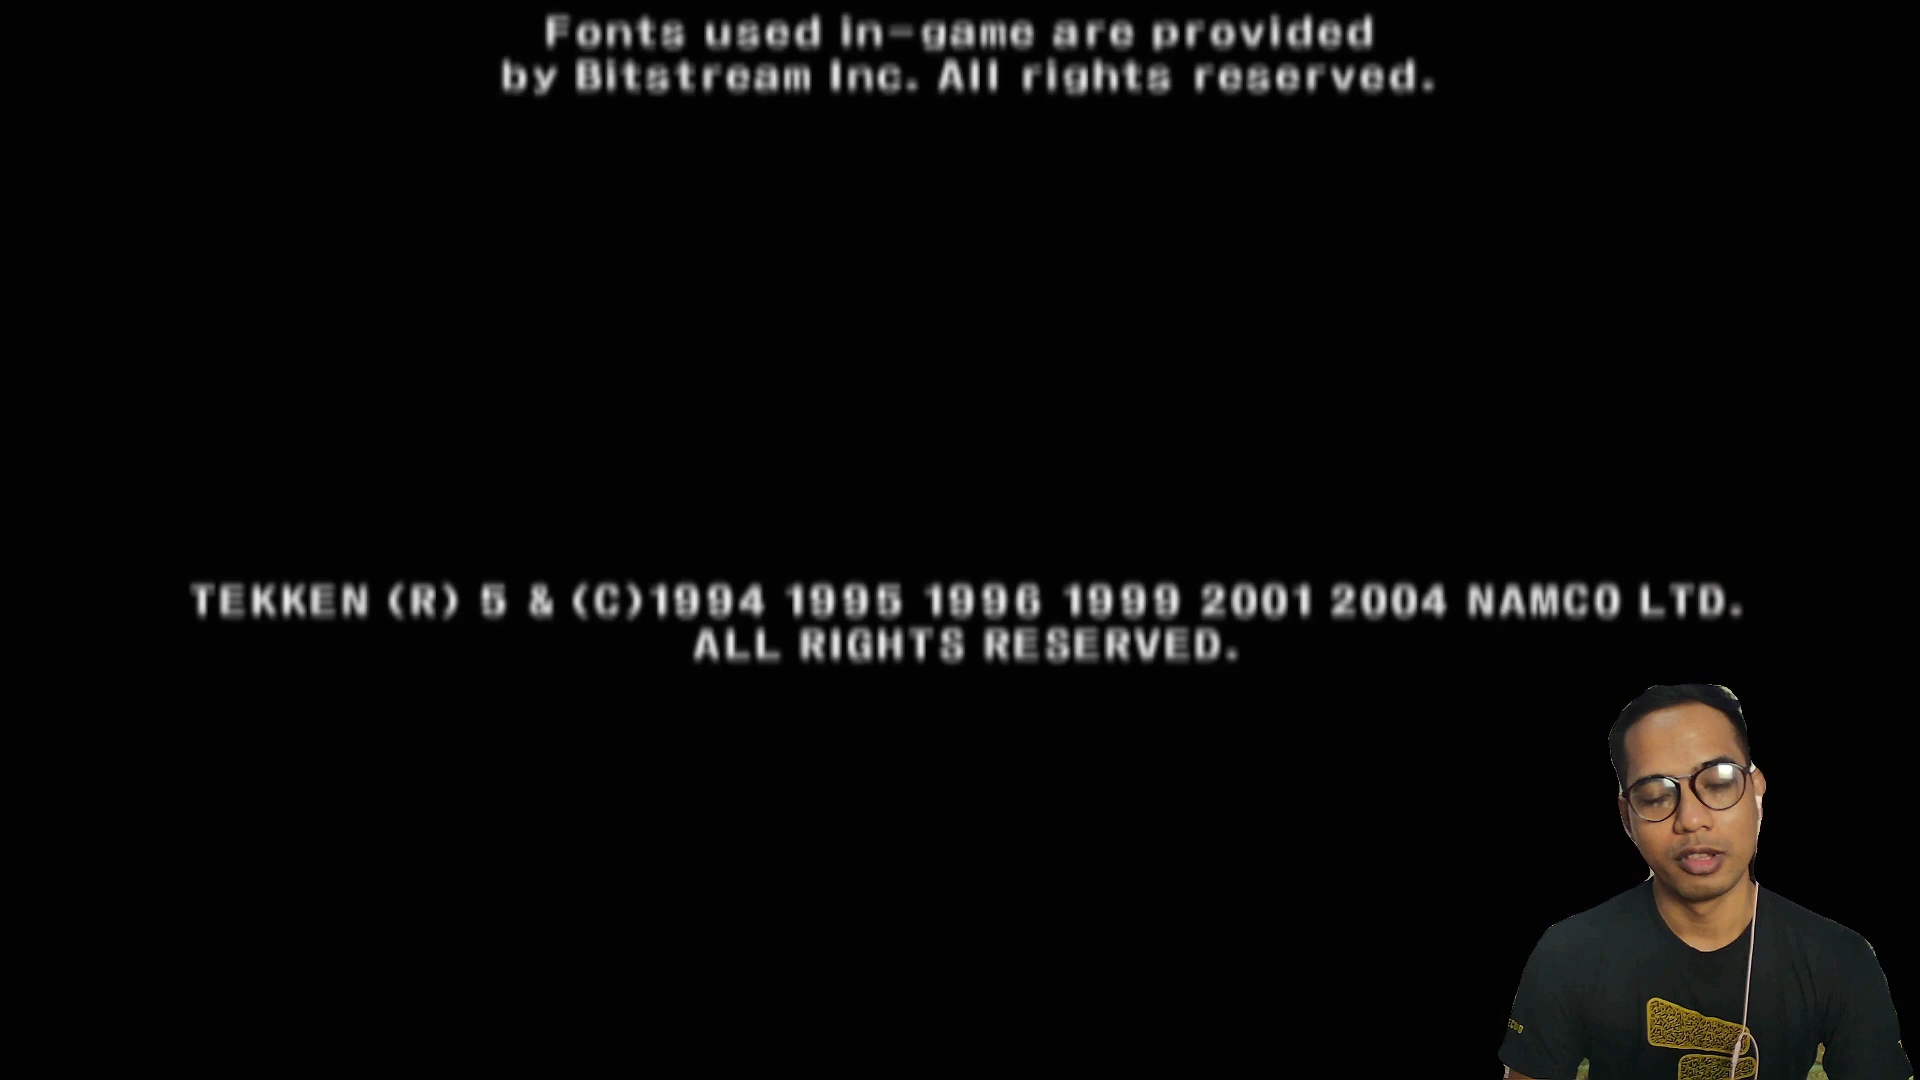 Fonts used in-game are provided
by Bitstream Inc. All rights reserved.
TEKKEN (R) 5 & (C)1994 1995 1996 1999 2001 2004 NAMCO LTD.
ALL RIGHTS RESERVED.